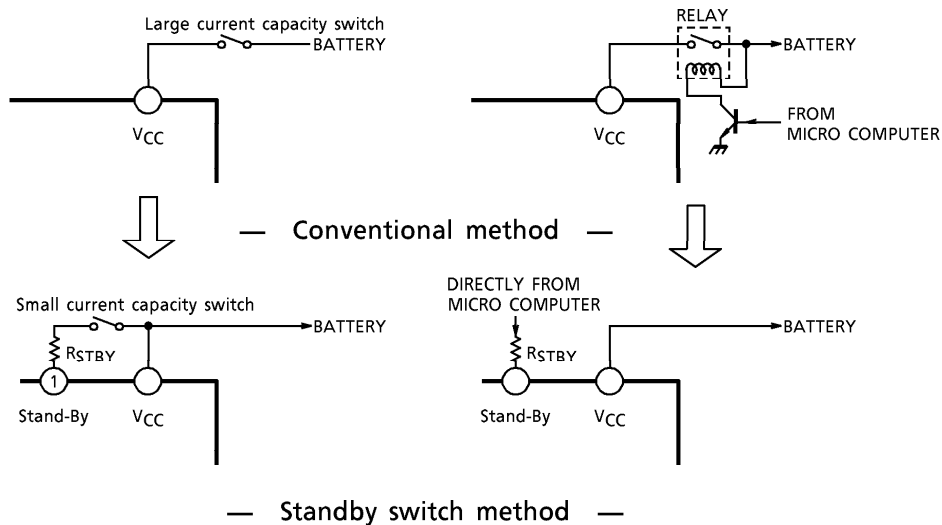 Large current capacity switch
BATTERY
VCC
RELAY
BATTERY
VCC
FROM
MICRO COMPUTER
— Conventional method —
Small current capacity switch
BATTERY
RSTBY
1
Stand-By
VCC
DIRECTLY FROM
MICRO COMPUTER
BATTERY
RSTBY
Stand-By
VCC
— Standby switch method —